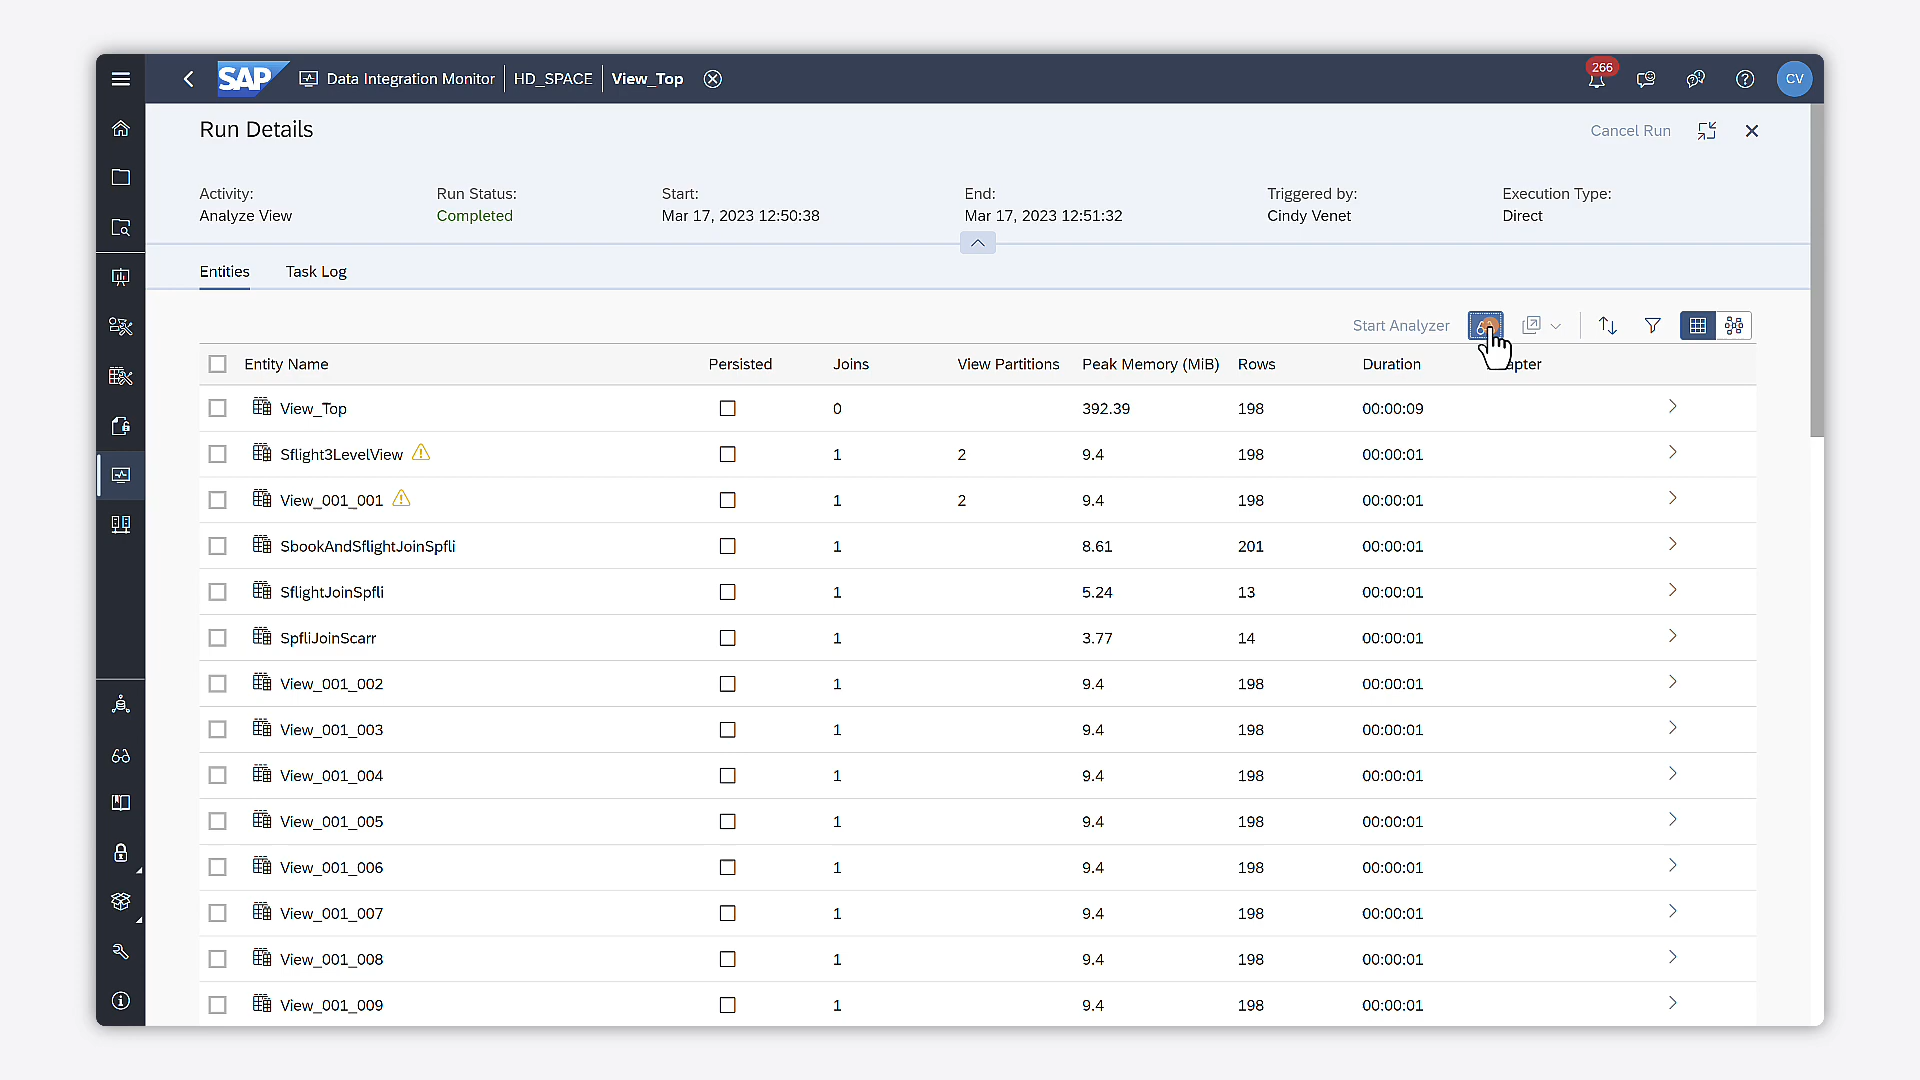 SAP Data Integration Monitor HD_SPACE View_Top 266 CV
Run Details Cancel Run
Activity: Run Status: Start: End: Triggered by: Execution Type:
Analyze View Completed Mar 17, 2023 12:50:38 Mar 17, 2023 12:51:32 Cindy Venet Direct
Entities Task Log
Start Analyzer
Entity Name Persisted Joins View Partitions Peak Memory (MiB) Rows Duration
View_Top 0 392.39 198 00:00:09
Sflight3LevelView 1 2 9.4 198 00:00:01
View_001_001 1 2 9.4 198 00:00:01
SbookAndSflightJoinSpfli 1 8.61 201 00:00:01
SflightJoinSpfli 1 5.24 13 00:00:01
SpfliJoinScarr 1 3.77 14 00:00:01
View_001_002 1 9.4 198 00:00:01
View_001_003 1 9.4 198 00:00:01
View_001_004 1 9.4 198 00:00:01
View_001_005 1 9.4 198 00:00:01
View_001_006 1 9.4 198 00:00:01
View_001_007 1 9.4 198 00:00:01
View_001_008 1 9.4 198 00:00:01
View_001_009 1 9.4 198 00:00:01